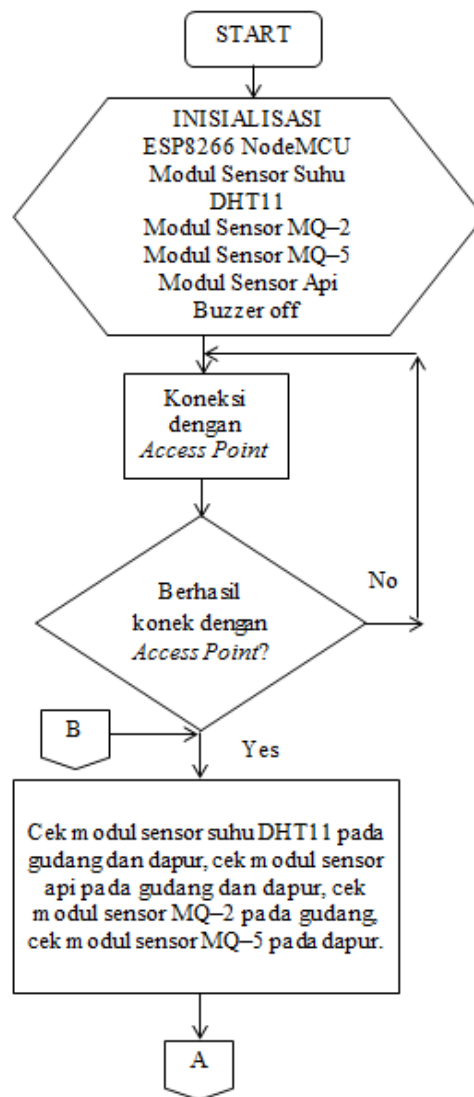 START
INISIALISASI
ESP8266 NodeMCU
Modul Sensor Suhu
DHT11
Modul Sensor MQ–2
Modul Sensor MQ–5
Modul Sensor Api
Buzzer off
Koneksi
dengan
Access Point
Berhasil
konek dengan
Access Point?
No
B
Yes
Cek modul sensor suhu DHT11 pada
gudang dan dapur, cek modul sensor
api pada gudang dan dapur, cek
modul sensor MQ–2 pada gudang,
cek modul sensor MQ–5 pada dapur.
A